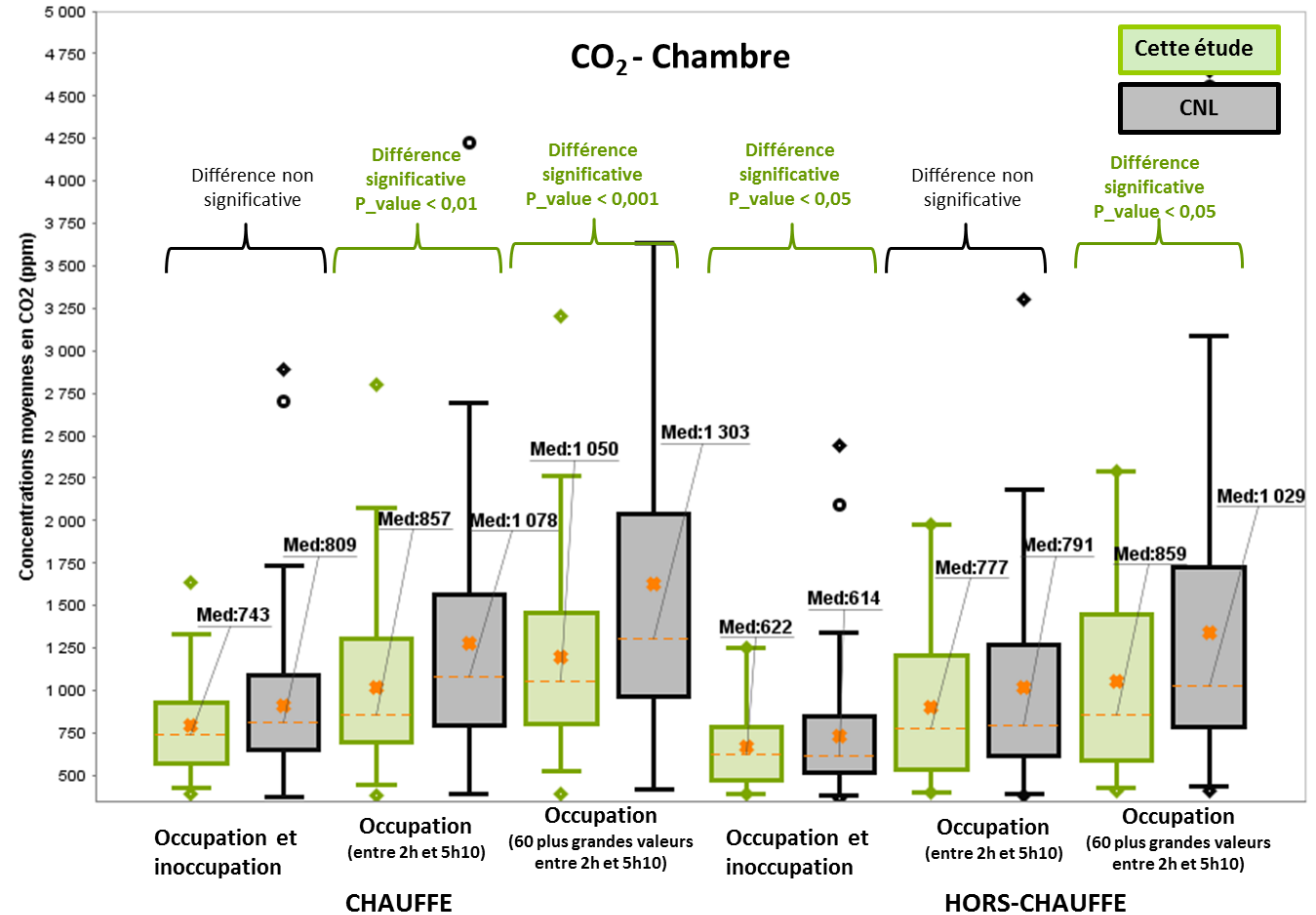 CO2 - Chambre
Cette étude
CNL
Concentrations moyennes en CO2 (ppm)
5 000
4 750
4 500
4 250
4 000
3 750
3 500
3 250
3 000
2 750
2 500
2 250
2 000
1 750
1 500
1 250
1 000
750
500
Différence non
significative
Différence
significative
P_value < 0,01
Différence
significative
P_value < 0,001
Différence
significative
P_value < 0,05
Différence non
significative
Différence
significative
P_value < 0,05
Med:743
Med:809
Med:857
Med:1 078
Med:1 050
Med:1 303
Med:622
Med:614
Med:777
Med:791
Med:859
Med:1 029
Occupation et
inoccupation
Occupation
(entre 2h et 5h10)
Occupation
(60 plus grandes valeurs
entre 2h et 5h10)
Occupation et
inoccupation
Occupation
(entre 2h et 5h10)
Occupation
(60 plus grandes valeurs
entre 2h et 5h10)
CHAUFFE
HORS-CHAUFFE